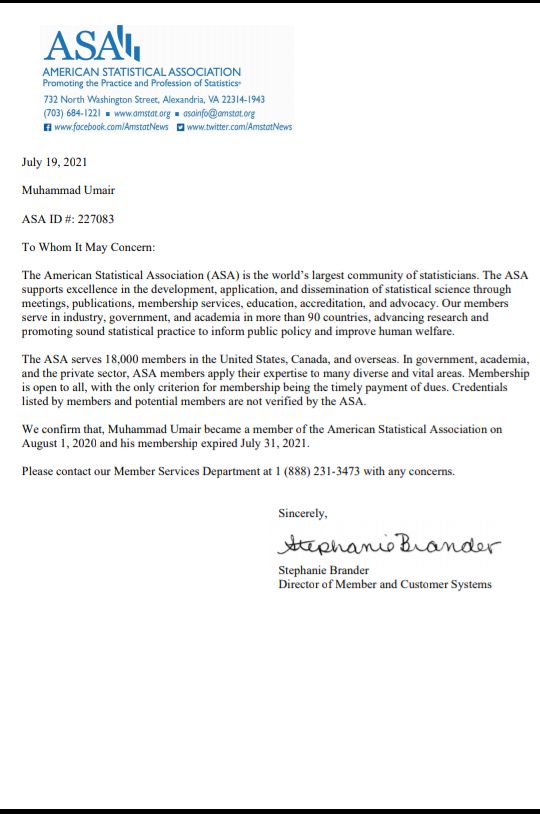 ASA
AMERICAN STATISTICAL ASSOCIATION
Promoting the Practice and Profession of Statistics®
732 North Washington Street, Alexandria, VA 22314-1943
(703) 684-1221 ■ www.amstat.org ■ asainfo@amstat.org
www.facebook.com/AmstatNews www.twitter.com/AmstatNews
July 19, 2021
Muhammad Umair
ASA ID #: 227083
To Whom It May Concern:
The American Statistical Association (ASA) is the world's largest community of statisticians. The ASA
supports excellence in the development, application, and dissemination of statistical science through
meetings, publications, membership services, education, accreditation, and advocacy. Our members
serve in industry, government, and academia in more than 90 countries, advancing research and
promoting sound statistical practice to inform public policy and improve human welfare.
The ASA serves 18,000 members in the United States, Canada, and overseas. In government, academia,
and the private sector, ASA members apply their expertise to many diverse and vital areas. Membership
is open to all, with the only criterion for membership being the timely payment of dues. Credentials
listed by members and potential members are not verified by the ASA.
We confirm that, Muhammad Umair became a member of the American Statistical Association on
August 1, 2020 and his membership expired July 31, 2021.
Please contact our Member Services Department at 1 (888) 231-3473 with any concerns.
Sincerely,
Stephanie Brander
Stephanie Brander
Director of Member and Customer Systems